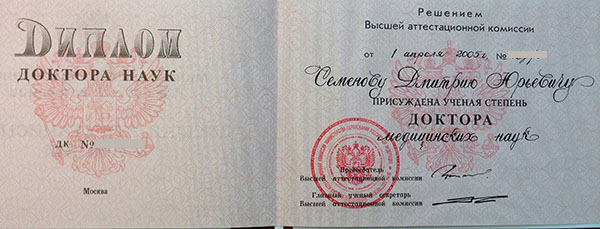 ДИПЛОМ
ДОКТОРА НАУК
ДК №
Москва
Решением
Высшей аттестационной комиссии
от 1 апреля 2005г. №
Семенову Дмитрию Юрьевичу
ПРИСУЖДЕНА УЧЕНАЯ СТЕПЕНЬ
ДОКТОРА
медицинских наук
Председатель
Высшей аттестационной комиссии
Главный ученый секретарь
Высшей аттестационной комиссии